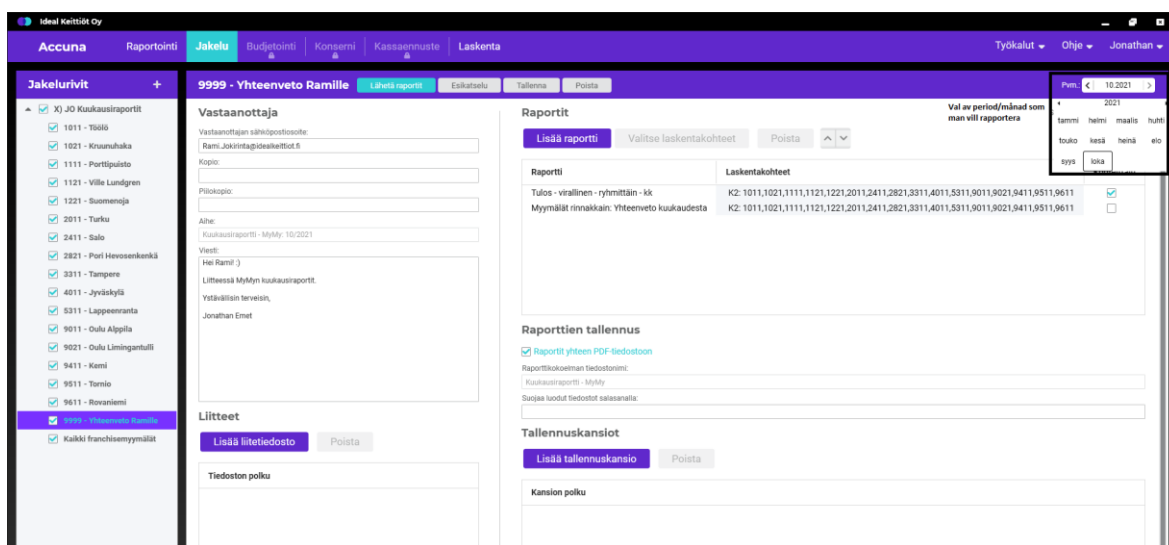 Ideal Keittiöt Oy
Accuna Raportointi Jakelu Budjetointi Konserni Kassaennuste Laskenta Työkalut Ohje Jonathan
Jakelurivit +
X) JO Kuukausiraportit
1011 - Töölö
1021 - Kruunuhaka
1111 - Porttipuisto
1121 - Ville Lundgren
1221 - Suomenoja
2011 - Turku
2411 - Salo
2821 - Pori Hevosenkenkä
3311 - Tampere
4011 - Jyväskylä
5311 - Lappeenranta
9011 - Oulu Alppila
9021 - Oulu Limingantulli
9411 - Kemi
9511 - Tornio
9611 - Rovaniemi
9999 - Yhteenveto Ramille
Kaikki franchisemyymälät
9999 - Yhteenveto Ramille Lähetä raportit Esikatselu Tallenna Poista
Vastaanottaja
Vastaanottajan sähköpostiosoite:
Rami.Jokirinta@idealkeittiot.fi
Kopio:
Piilokopio:
Aihe:
Kuukausiraportti - MyMy: 10/2021
Viesti:
Hei Rami! :)
Liitteessä MyMyn kuukausiraportit.
Ystävällisin terveisin,
Jonathan Emet
Liitteet
Lisää liitetiedosto Poista
Tiedoston polku
Raportit
Lisää raportti Valitse laskentakohteet Poista
Val av period/månad som
man vill rapportera
Pvm.: 10.2021
2021
tammi helmi maalis huhti
touko kesä heinä elo
syys loka
Raportti Laskentakohteet
Tulos - virallinen - ryhmittäin - kk K2: 1011,1021,1111,1121,1221,2011,2411,2821,3311,4011,5311,9011,9021,9411,9511,9611
Myymälät rinnakkain: Yhteenveto kuukaudesta K2: 1011,1021,1111,1121,1221,2011,2411,2821,3311,4011,5311,9011,9021,9411,9511,9611
Raporttien tallennus
Raportit yhteen PDF-tiedostoon
Raporttikokoelman tiedostonimi:
Kuukausiraportti - MyMy
Suojaa luodut tiedostot salasanalla:
Tallennuskansiot
Lisää tallennuskansio Poista
Kansion polku